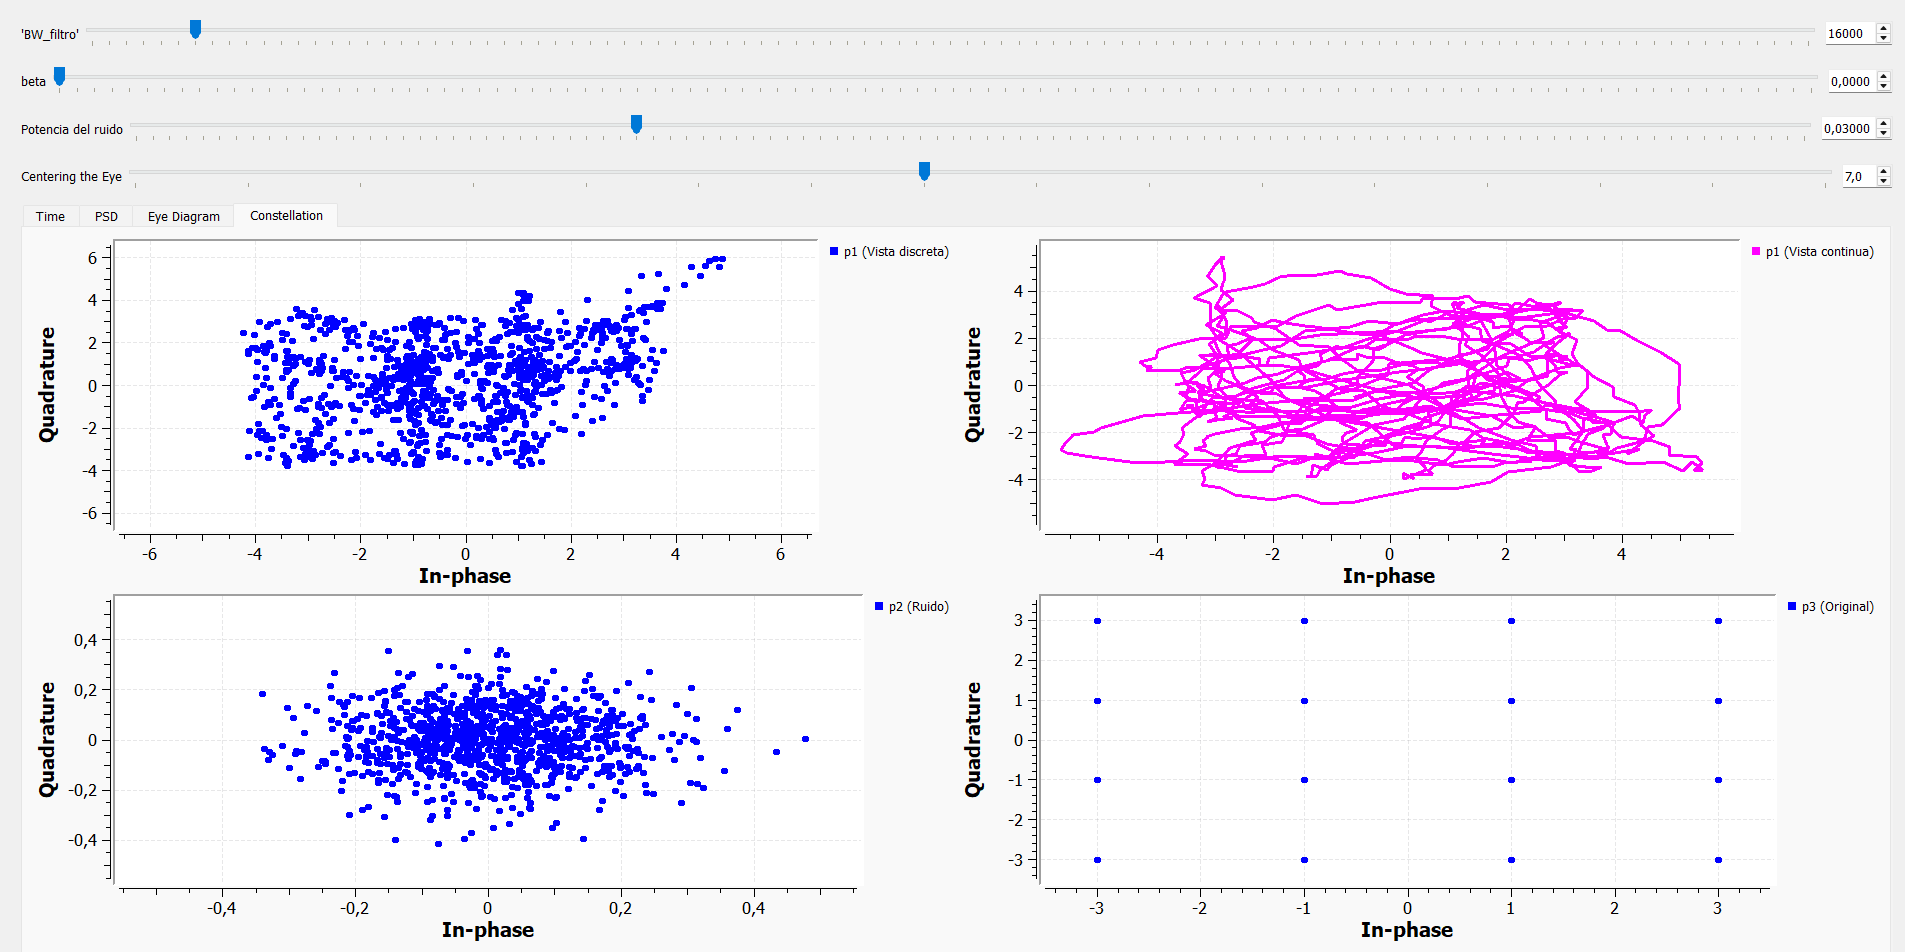 'BW_filtro' 16000
beta 0,0000
Potencia del ruido 0,03000
Centering the Eye 7,0
Time PSD Eye Diagram Constellation
p1 (Vista discreta)
6
4
2
0
-2
-4
-6
Quadrature
-6 -4 -2 0 2 4 6
In-phase
p1 (Vista continua)
4
2
0
-2
-4
Quadrature
-4 -2 0 2 4
In-phase
p2 (Ruido)
0,4
0,2
0
-0,2
-0,4
Quadrature
-0,4 -0,2 0 0,2 0,4
In-phase
p3 (Original)
3
2
1
0
-1
-2
-3
Quadrature
-3 -2 -1 0 1 2 3
In-phase